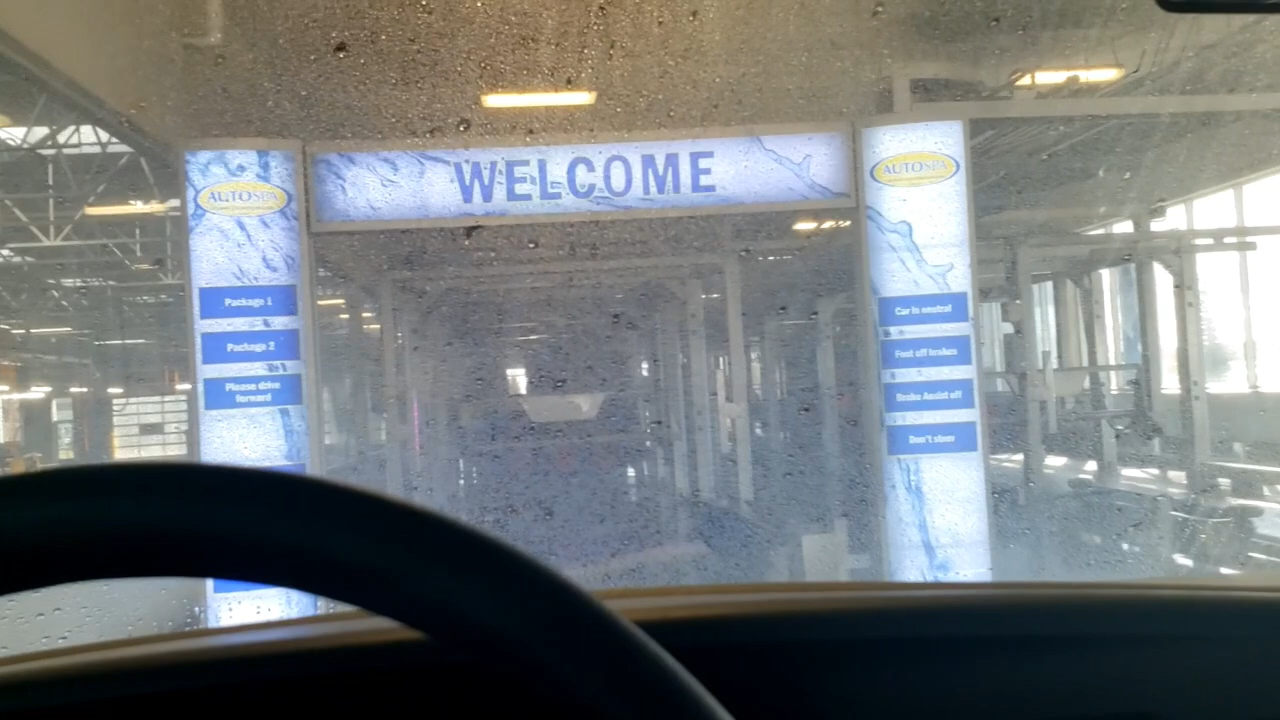 WELCOME
AUTOSPA
Package 1
Package 2
Please drive
forward
AUTOSPA
Car in neutral
Foot off brakes
Brake Assist off
Don't steer